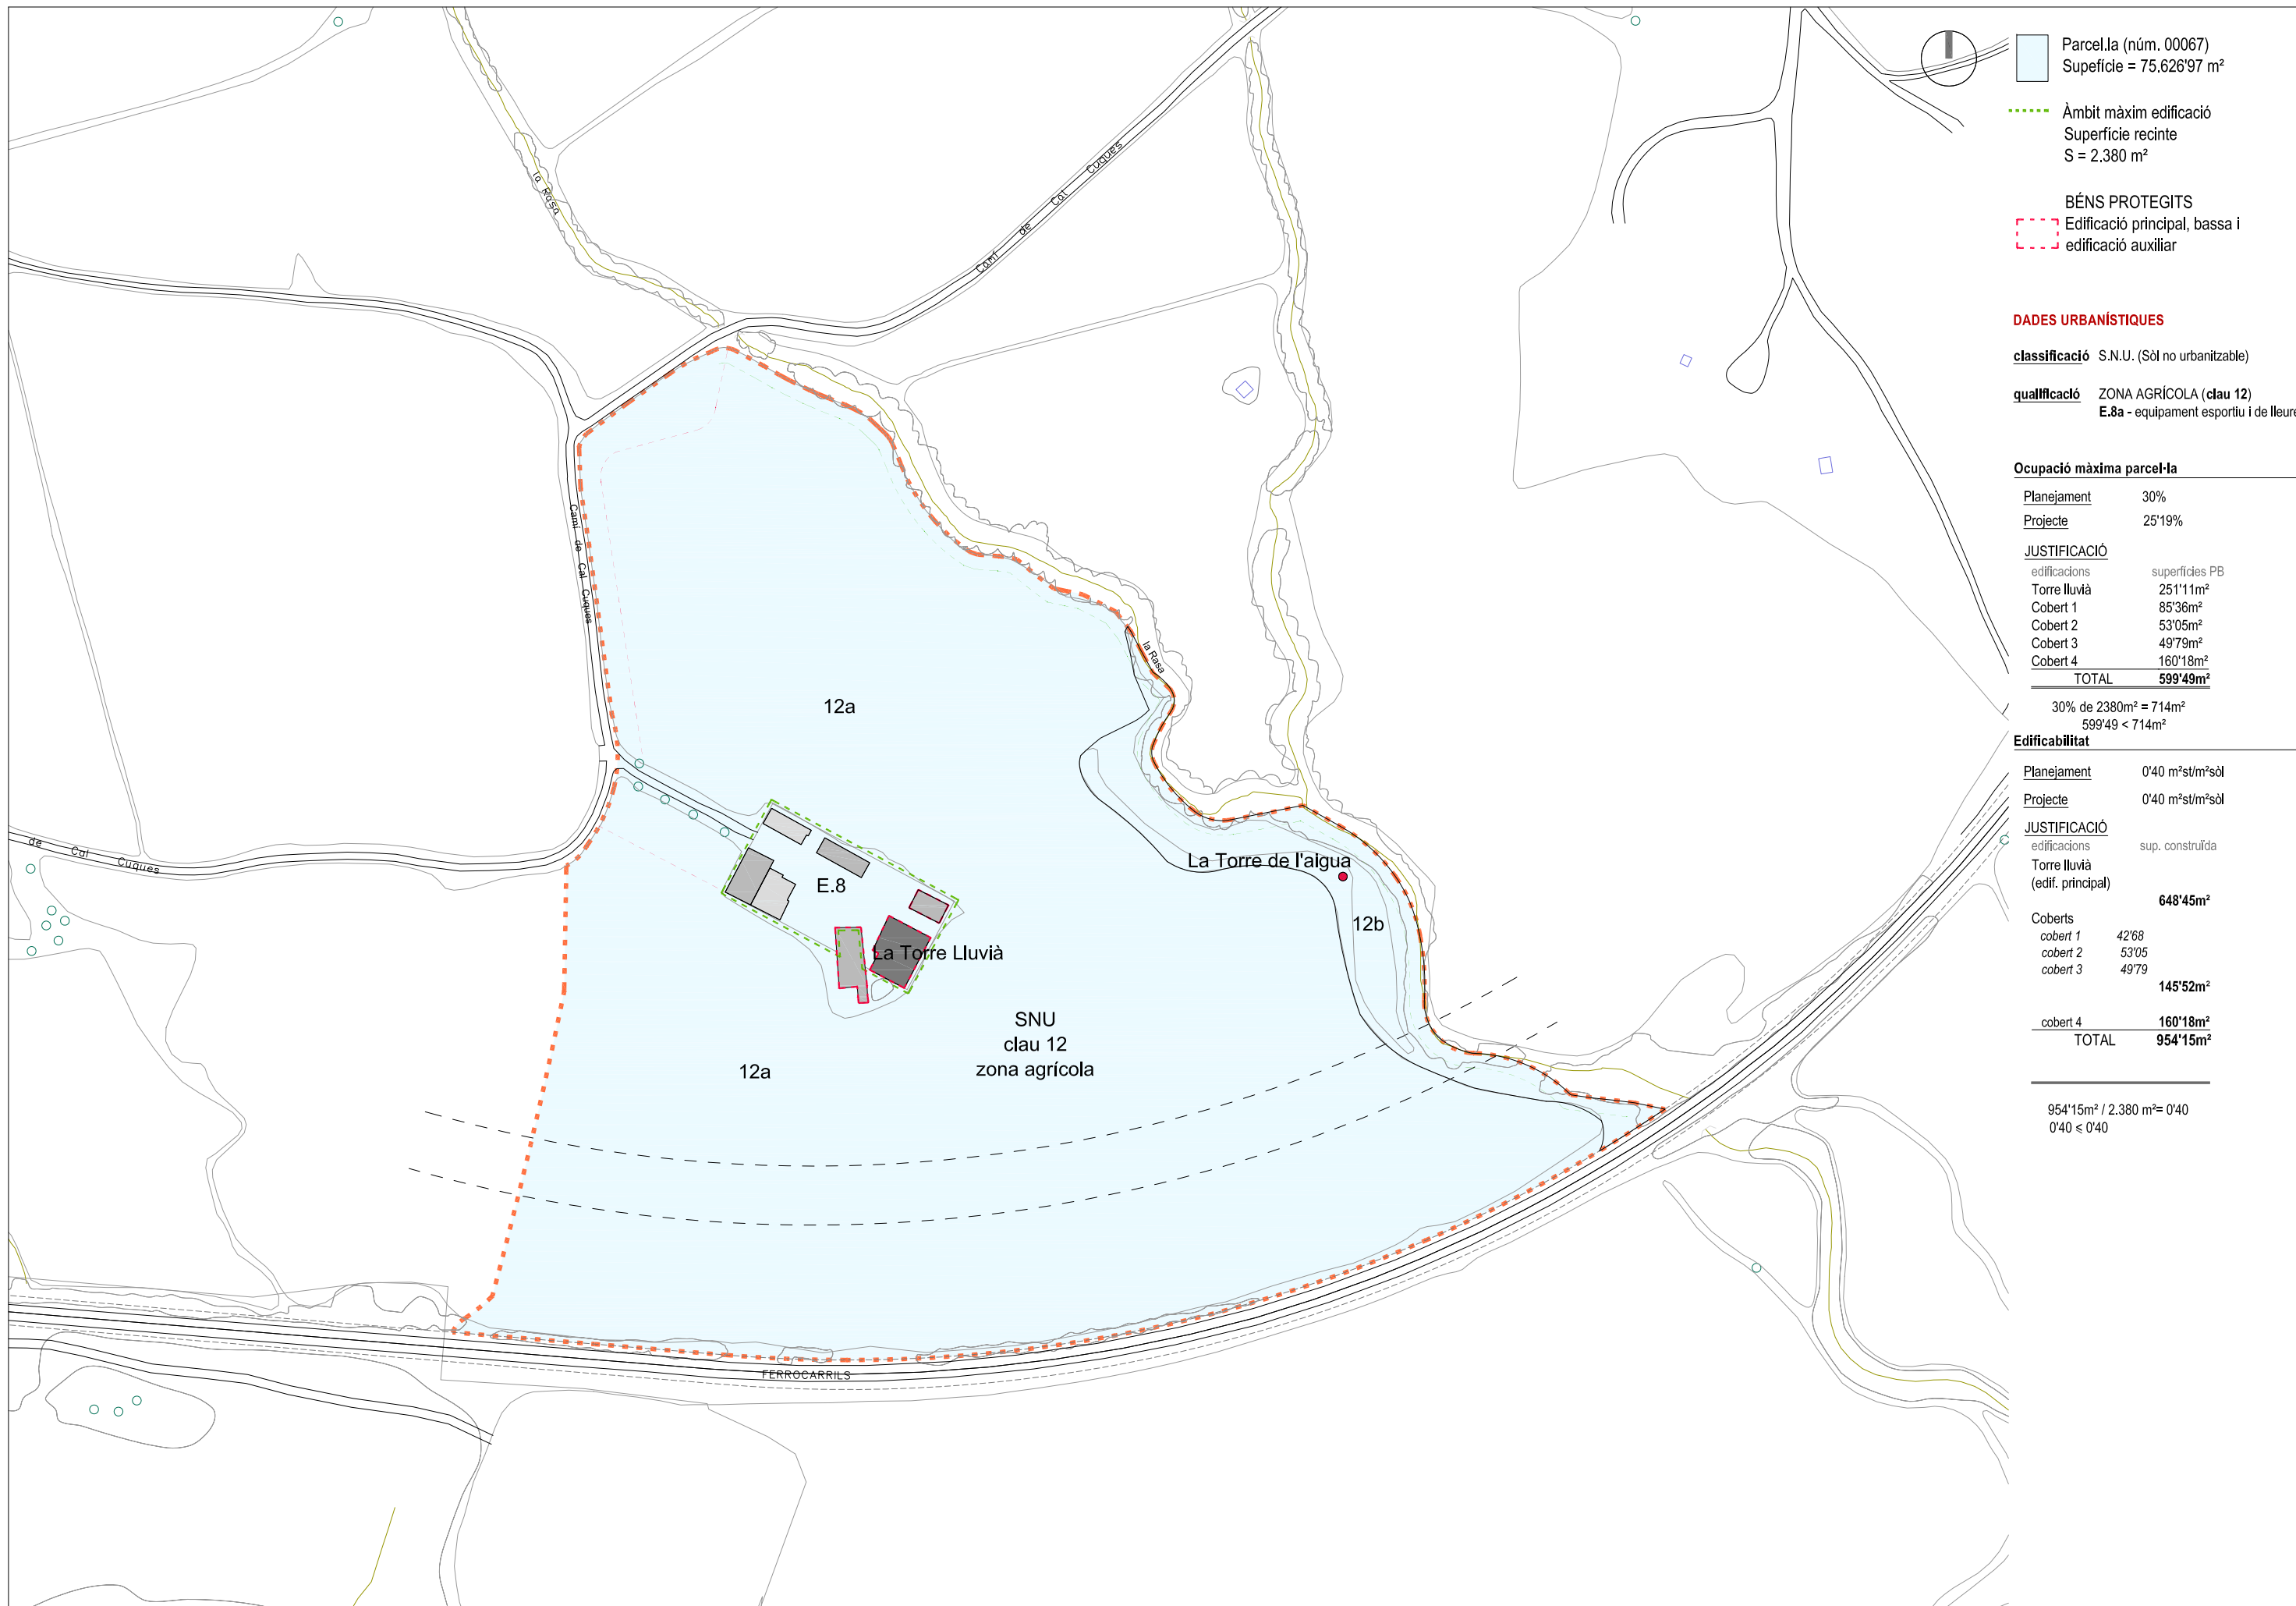 Parcel.la (núm. 00067)
Supefície = 75.626'97 m²
Àmbit màxim edificació
Superfície recinte
S = 2.380 m²
BÉNS PROTEGITS
Edificació principal, bassa i
edificació auxiliar
DADES URBANÍSTIQUES
classificació S.N.U. (Sòl no urbanitzable)
qualificació ZONA AGRÍCOLA (clau 12)
E.8a - equipament esportiu i de lleure
Ocupació màxima parcel·la
Planejament 30%
Projecte 25'19%
JUSTIFICACIÓ
edificacions superfícies PB
Torre lluvià 251'11m²
Cobert 1 85'36m²
Cobert 2 53'05m²
Cobert 3 49'79m²
Cobert 4 160'18m²
TOTAL 599'49m²
30% de 2380m² = 714m²
599'49 < 714m²
Edificabilitat
Planejament 0'40 m²st/m²sòl
Projecte 0'40 m²st/m²sòl
JUSTIFICACIÓ
edificacions sup. construïda
Torre lluvià
(edif. principal)
648'45m²
Coberts
cobert 1 42'68
cobert 2 53'05
cobert 3 49'79
145'52m²
cobert 4 160'18m²
TOTAL 954'15m²
954'15m² / 2.380 m²= 0'40
0'40 ≤ 0'40
la Rasa
Camí de Cal Cuques
Camí de Cal Cuques
la Rasa
12a
de Cal Cuques
La Torre de l'aigua
E.8
12b
La Torre Lluvià
SNU
clau 12
zona agrícola
12a
FERROCARRILS